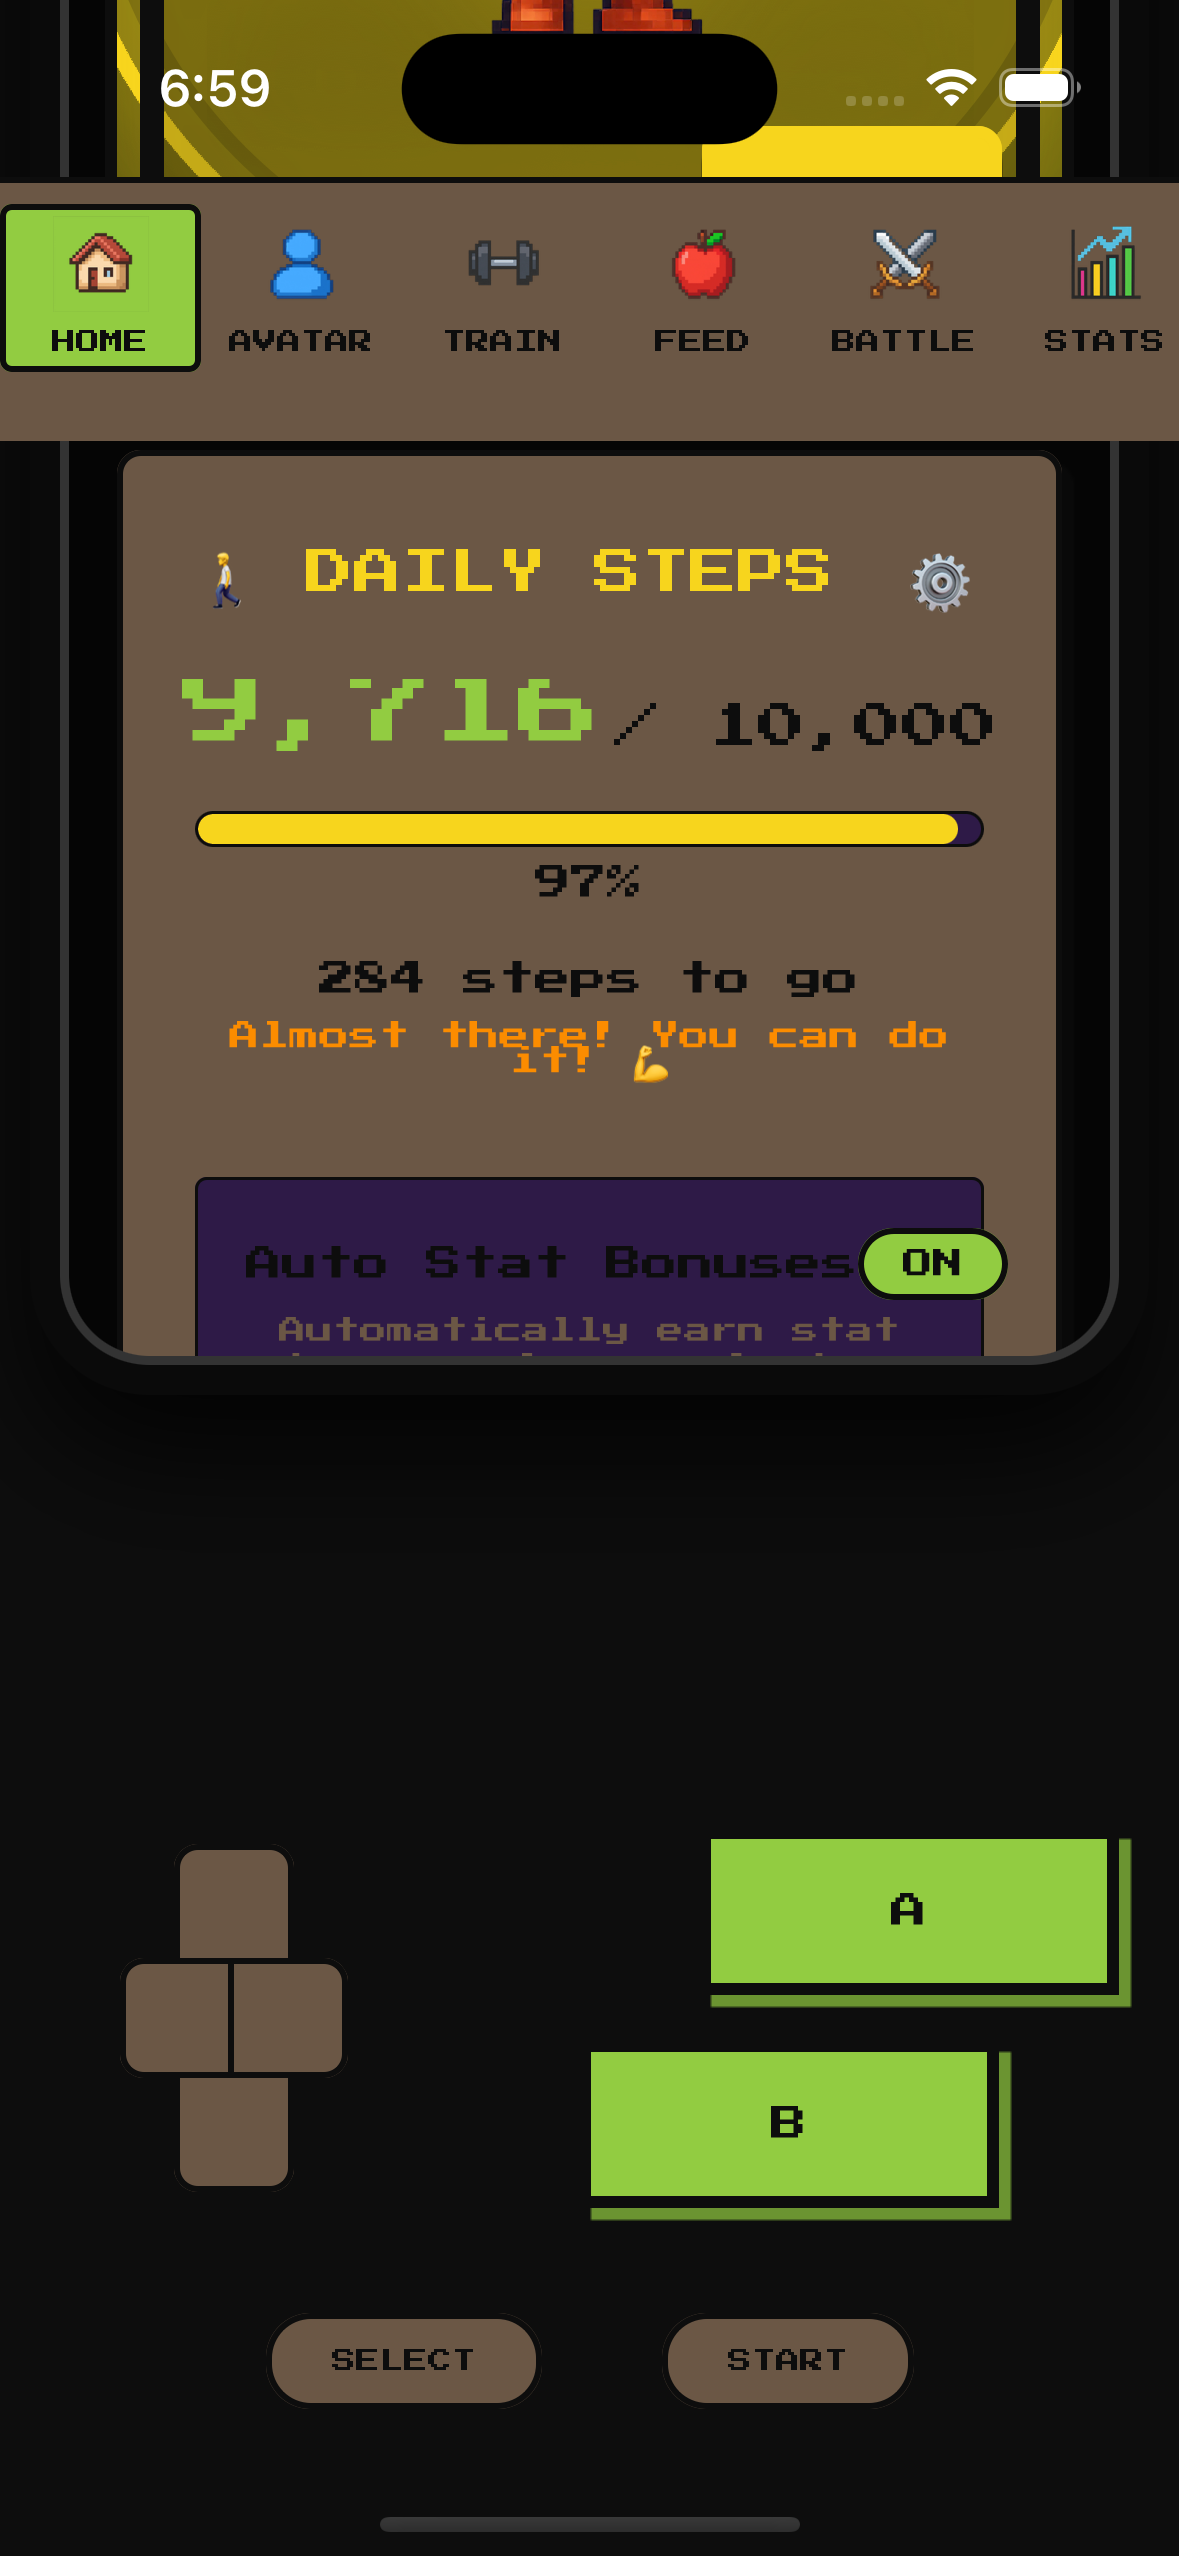 6:59
HOME AVATAR TRAIN FEED BATTLE STATS
DAILY STEPS
9,716 / 10,000
97%
284 steps to go
Almost there! You can do
it! 💪
Auto Stat Bonuses ON
Automatically earn stat
A
B
SELECT START